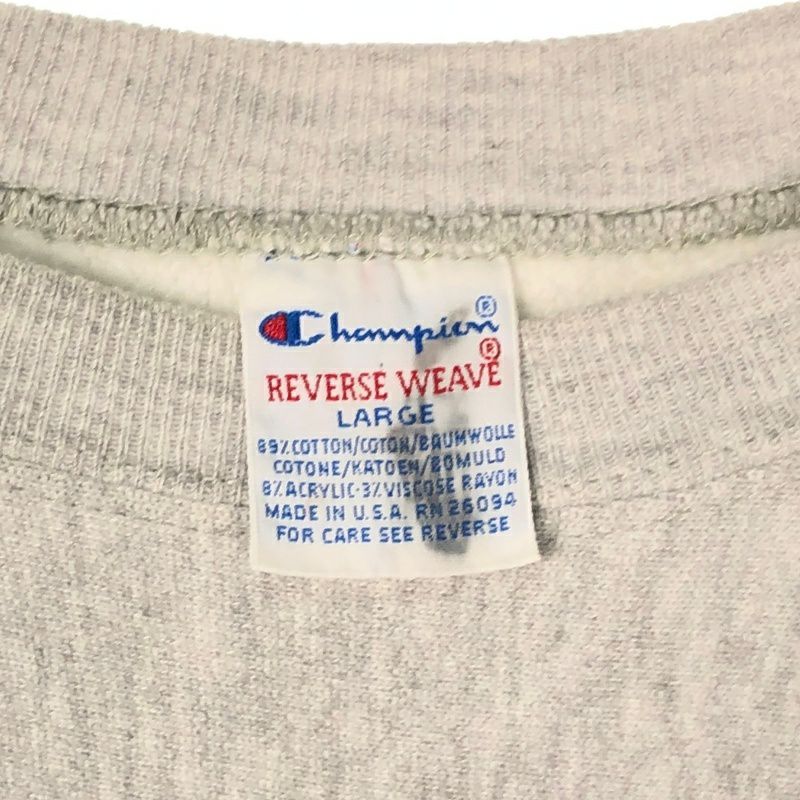 Champion®
REVERSE WEAVE®
LARGE
89% COTTON/COTON/BAUMWOLLE
COTONE/KATOEN/BOMULD
8% ACRYLIC-3% VISCOSE RAYON
MADE IN U.S.A. RN 26094
FOR CARE SEE REVERSE